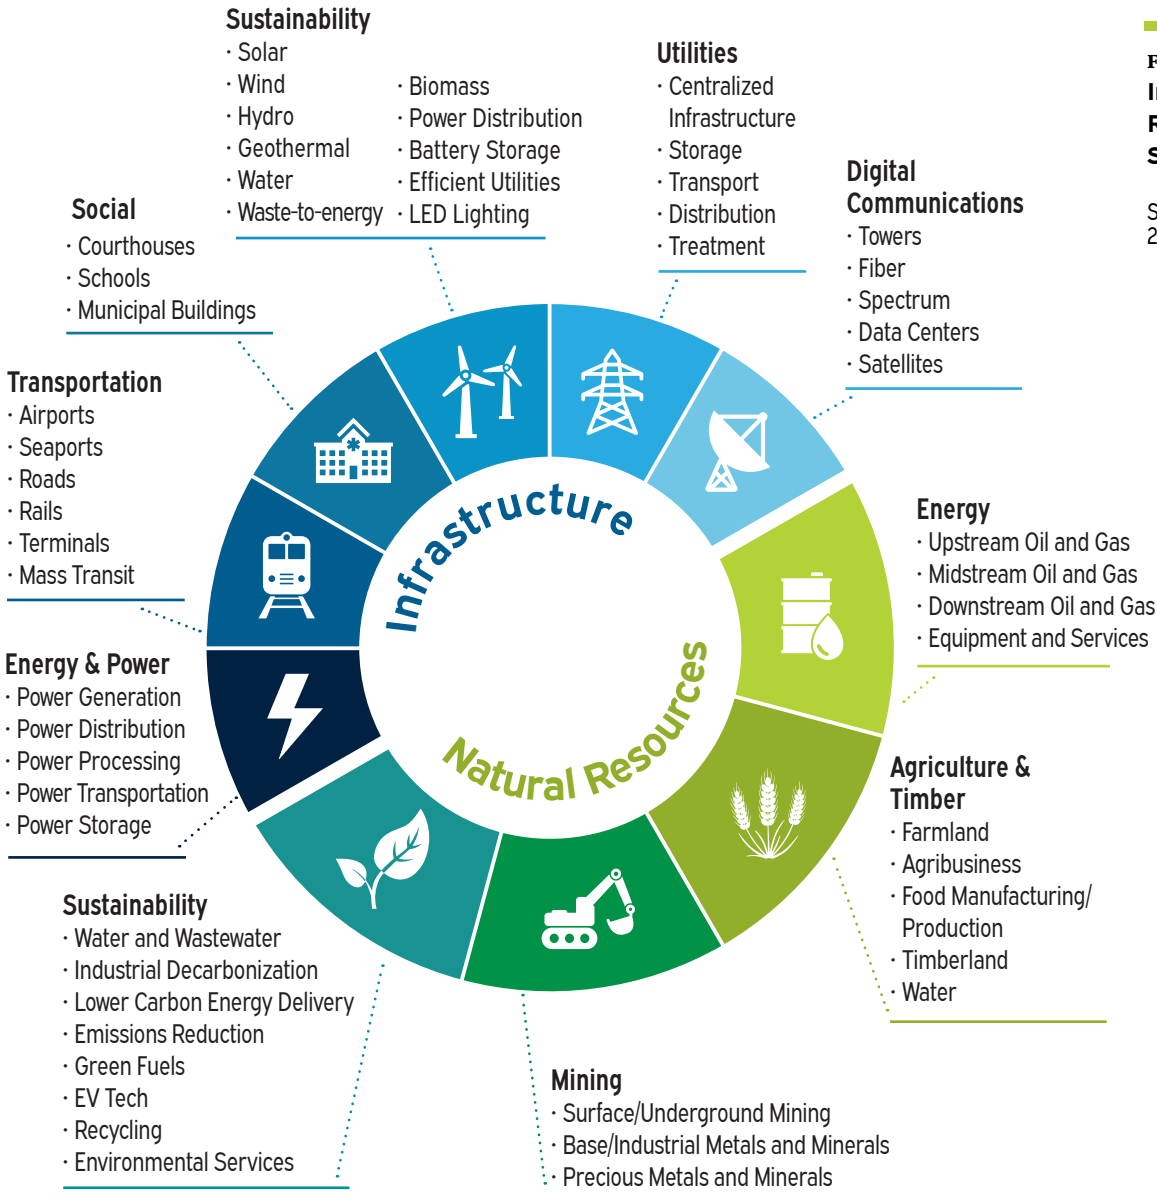 Sustainability
· Solar
· Wind
· Hydro
· Geothermal
· Water
· Waste-to-energy
· Biomass
· Power Distribution
· Battery Storage
· Efficient Utilities
· LED Lighting
Utilities
· Centralized
Infrastructure
· Storage
· Transport
· Distribution
· Treatment
Digital
Communications
· Towers
· Fiber
· Spectrum
· Data Centers
· Satellites
Social
· Courthouses
· Schools
· Municipal Buildings
Transportation
· Airports
· Seaports
· Roads
· Rails
· Terminals
· Mass Transit
Energy & Power
· Power Generation
· Power Distribution
· Power Processing
· Power Transportation
· Power Storage
Infrastructure
Natural Resources
Energy
· Upstream Oil and Gas
· Midstream Oil and Gas
· Downstream Oil and Gas
· Equipment and Services
Agriculture &
Timber
· Farmland
· Agribusiness
· Food Manufacturing/
Production
· Timberland
· Water
Sustainability
· Water and Wastewater
· Industrial Decarbonization
· Lower Carbon Energy Delivery
· Emissions Reduction
· Green Fuels
· EV Tech
· Recycling
· Environmental Services
Mining
· Surface/Underground Mining
· Base/Industrial Metals and Minerals
· Precious Metals and Minerals